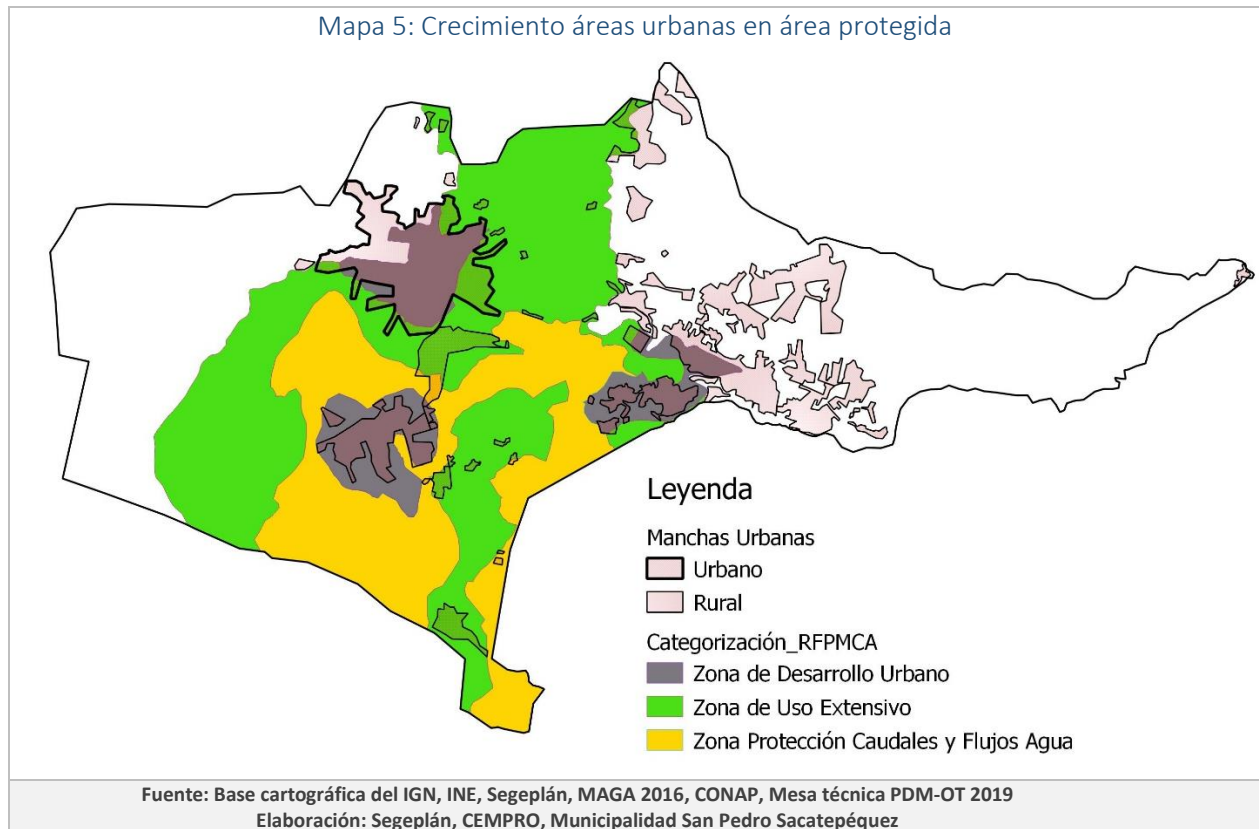 Mapa 5: Crecimiento áreas urbanas en área protegida
Leyenda
Manchas Urbanas
Urbano
Rural
Categorización_RFPMCA
Zona de Desarrollo Urbano
Zona de Uso Extensivo
Zona Protección Caudales y Flujos Agua
Fuente: Base cartográfica del IGN, INE, Segeplán, MAGA 2016, CONAP, Mesa técnica PDM-OT 2019
Elaboración: Segeplán, CEMPRO, Municipalidad San Pedro Sacatepéquez